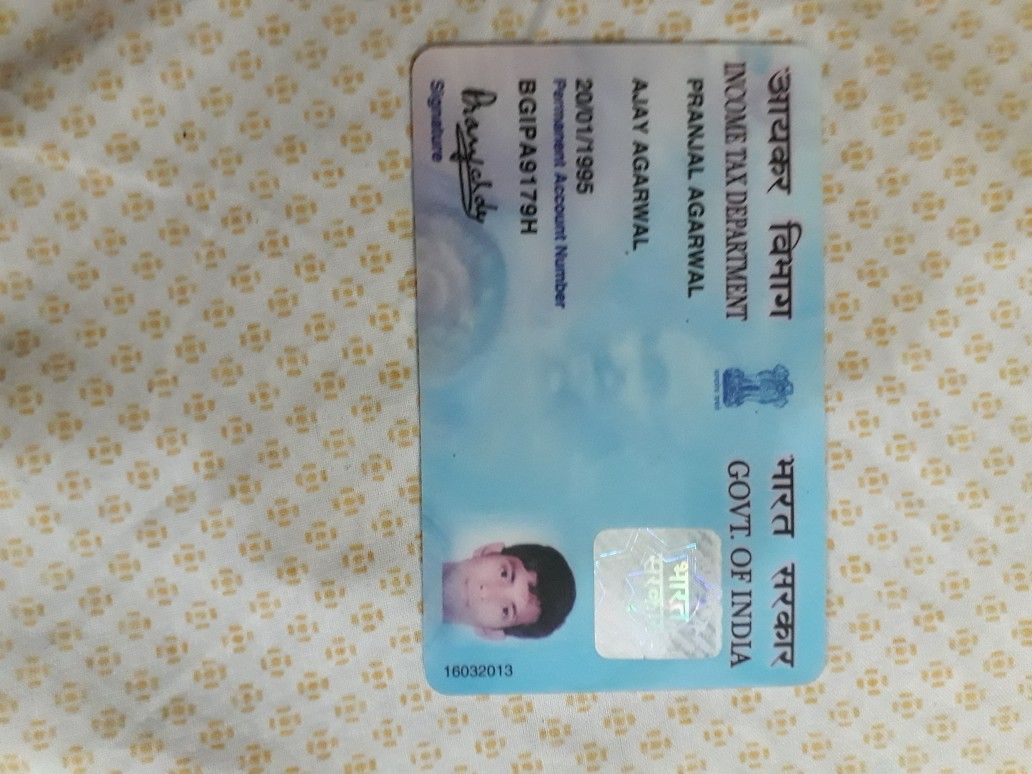 आयकर विभाग
INCOME TAX DEPARTMENT
भारत सरकार
GOVT. OF INDIA
PRANJAL AGARWAL
AJAY AGARWAL
20/01/1995
Permanent Account Number
BGIPA9179H
Signature
भारत
सरकार
16032013